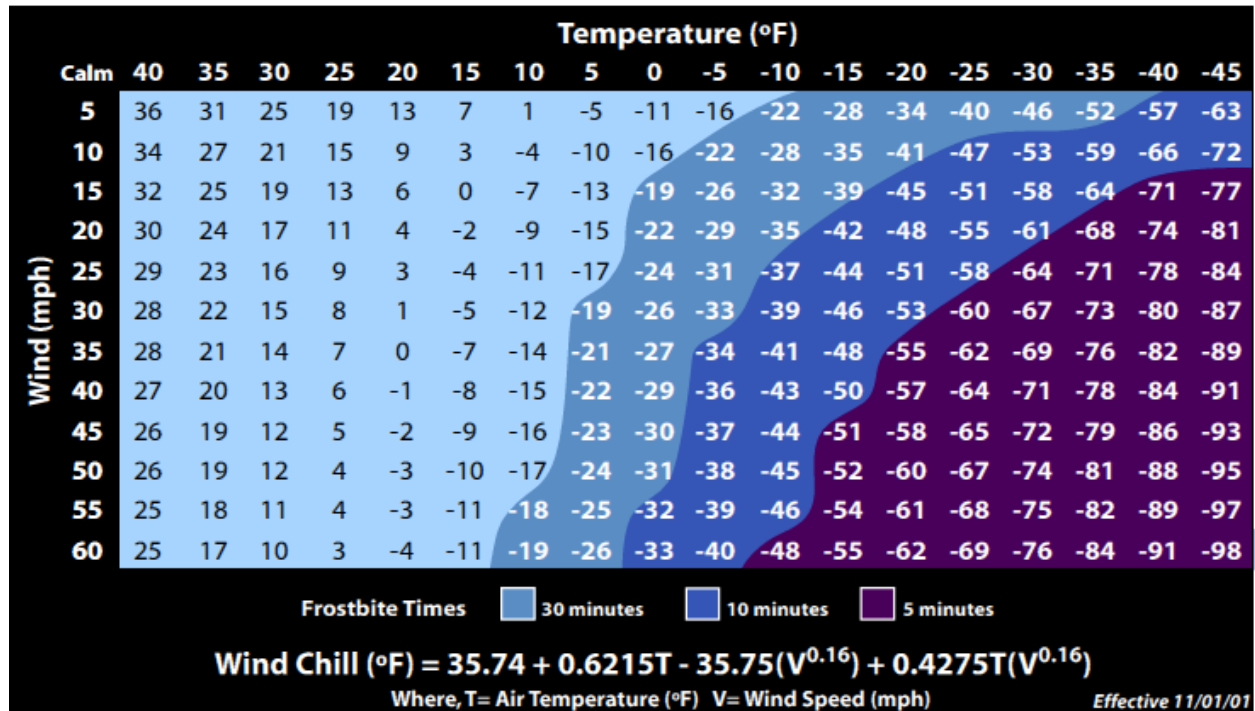 Temperature (ºF)
Calm 40 35 30 25 20 15 10 5 0 -5 -10 -15 -20 -25 -30 -35 -40 -45
5 36 31 25 19 13 7 1 -5 -11 -16 -22 -28 -34 -40 -46 -52 -57 -63
10 34 27 21 15 9 3 -4 -10 -16 -22 -28 -35 -41 -47 -53 -59 -66 -72
15 32 25 19 13 6 0 -7 -13 -19 -26 -32 -39 -45 -51 -58 -64 -71 -77
20 30 24 17 11 4 -2 -9 -15 -22 -29 -35 -42 -48 -55 -61 -68 -74 -81
25 29 23 16 9 3 -4 -11 -17 -24 -31 -37 -44 -51 -58 -64 -71 -78 -84
30 28 22 15 8 1 -5 -12 -19 -26 -33 -39 -46 -53 -60 -67 -73 -80 -87
35 28 21 14 7 0 -7 -14 -21 -27 -34 -41 -48 -55 -62 -69 -76 -82 -89
40 27 20 13 6 -1 -8 -15 -22 -29 -36 -43 -50 -57 -64 -71 -78 -84 -91
45 26 19 12 5 -2 -9 -16 -23 -30 -37 -44 -51 -58 -65 -72 -79 -86 -93
50 26 19 12 4 -3 -10 -17 -24 -31 -38 -45 -52 -60 -67 -74 -81 -88 -95
55 25 18 11 4 -3 -11 -18 -25 -32 -39 -46 -54 -61 -68 -75 -82 -89 -97
60 25 17 10 3 -4 -11 -19 -26 -33 -40 -48 -55 -62 -69 -76 -84 -91 -98
Wind (mph)
Frostbite Times 30 minutes 10 minutes 5 minutes
Wind Chill (ºF) = 35.74 + 0.6215T - 35.75(V^0.16) + 0.4275T(V^0.16)
Where, T= Air Temperature (ºF) V= Wind Speed (mph) Effective 11/01/01